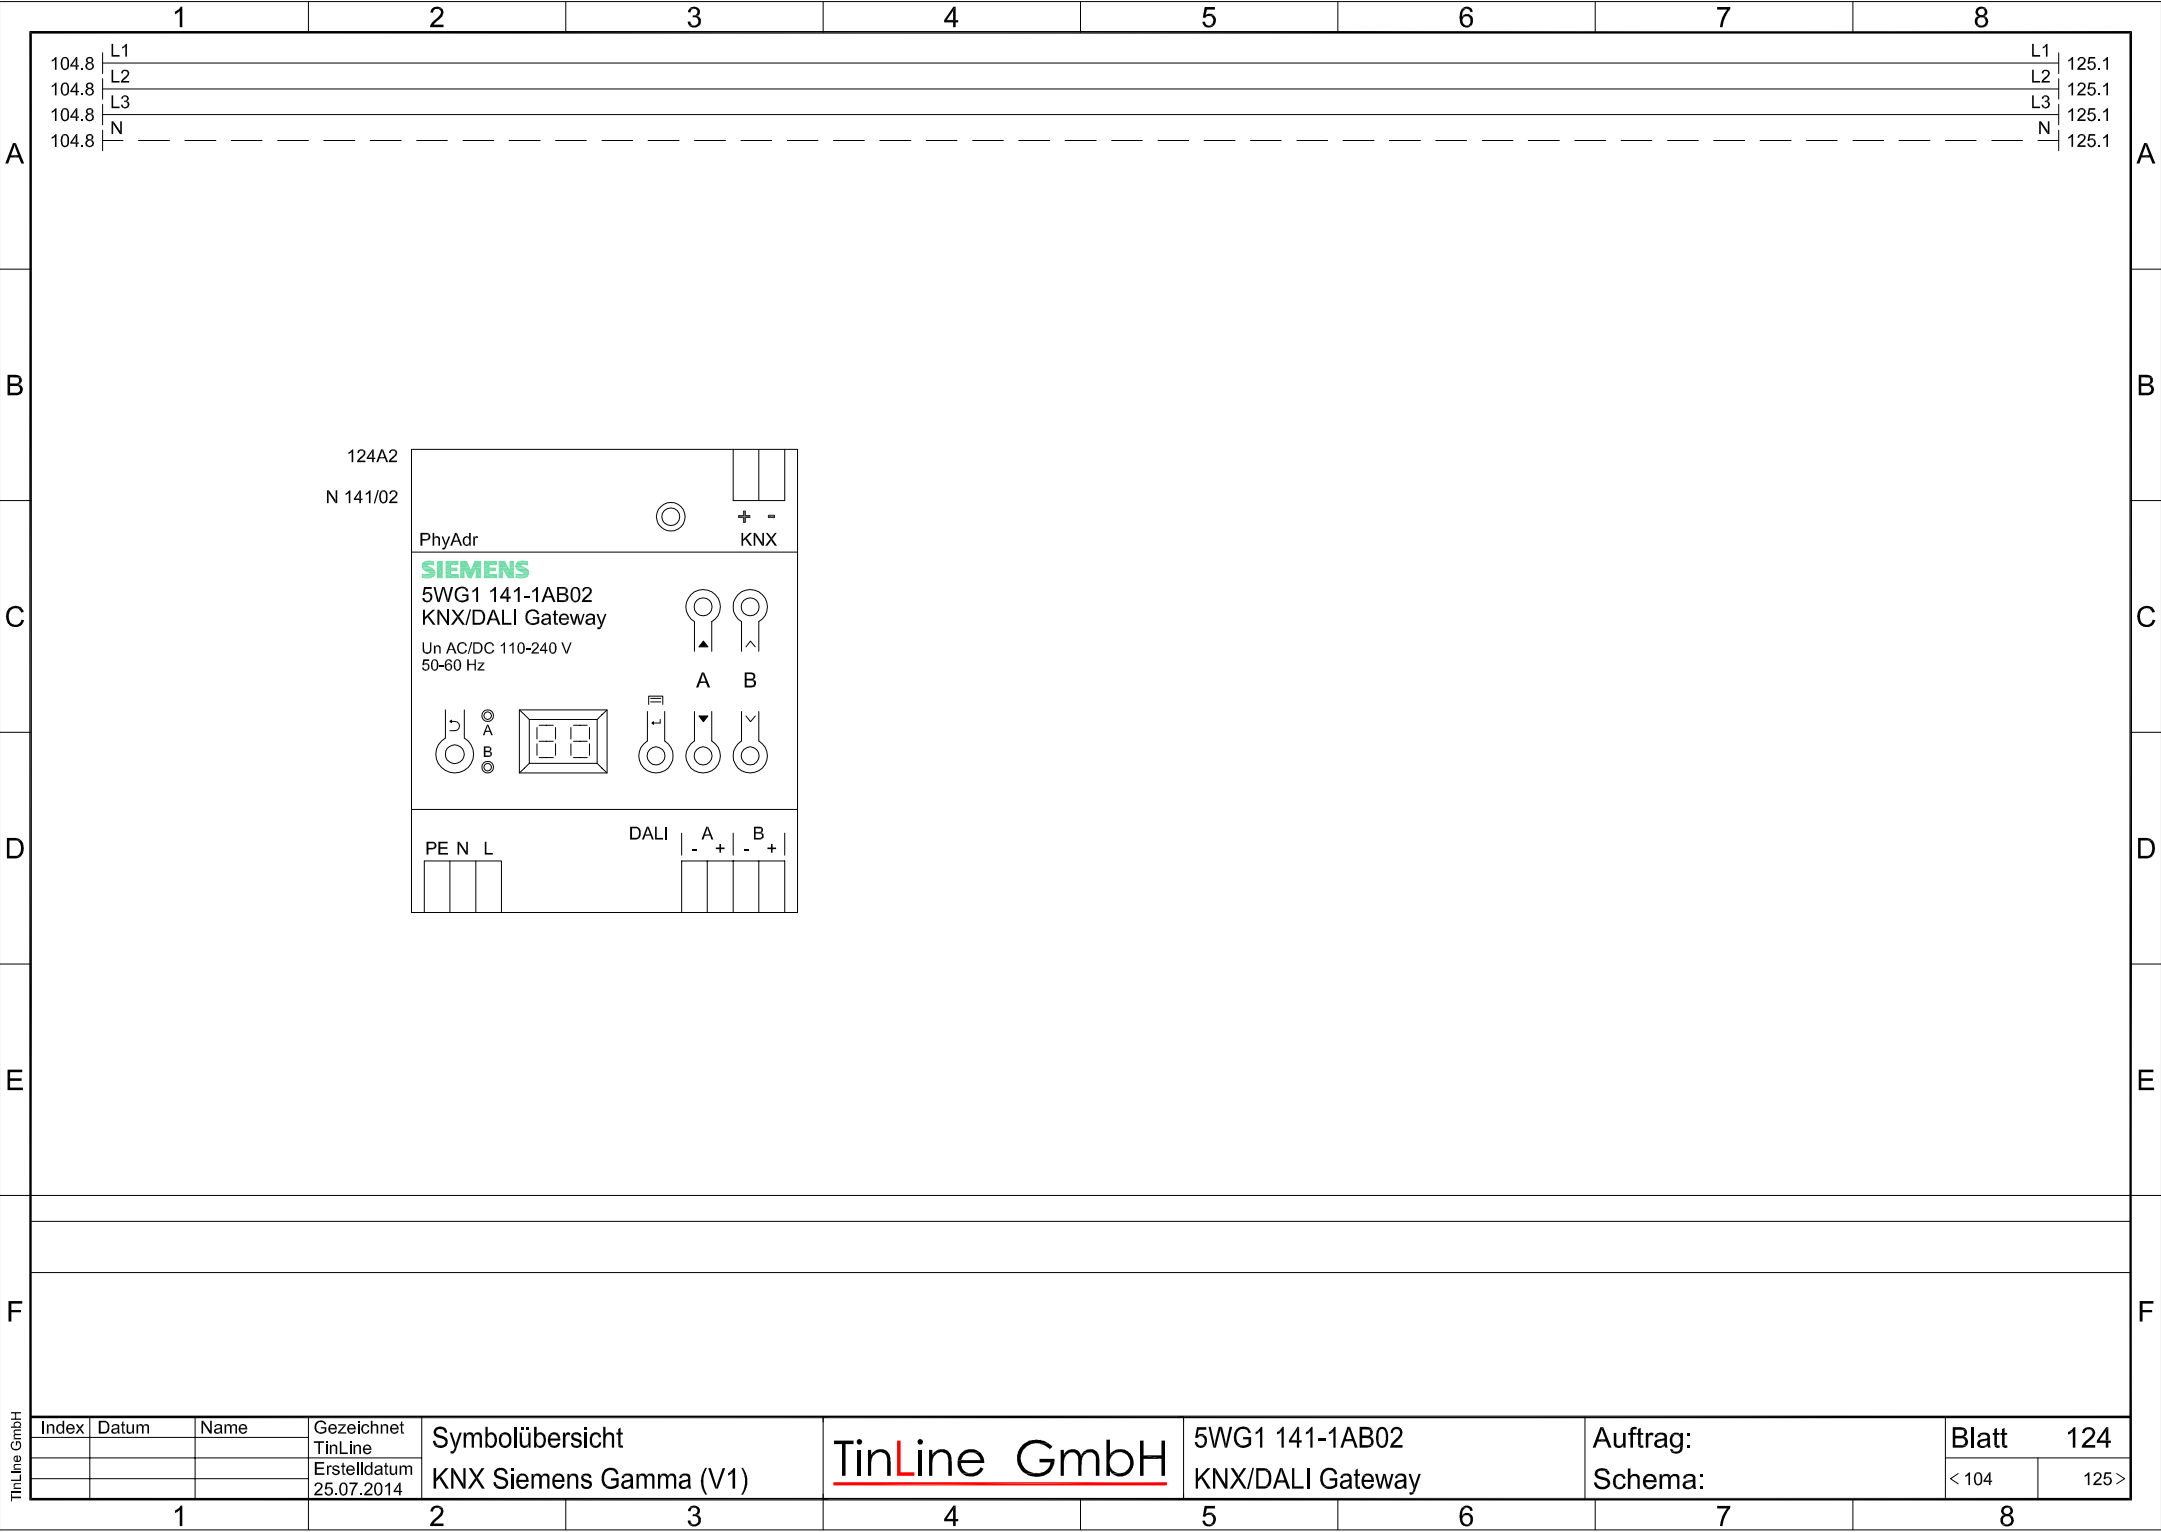 1 2 3 4 5 6 7 8
104.8 L1 L1 125.1
104.8 L2 L2 125.1
104.8 L3 L3 125.1
104.8 N N 125.1
A A
B B
124A2
N 141/02
+ -
PhyAdr KNX
SIEMENS
5WG1 141-1AB02
KNX/DALI Gateway
C C
Un AC/DC 110-240 V
50-60 Hz
A B
A
B
DALI A B
PE N L - + - +
D D
E E
F F
TinLine GmbH
Index Datum Name Gezeichnet
TinLine
Erstelldatum
25.07.2014
Symbolübersicht
KNX Siemens Gamma (V1)
TinLine GmbH
5WG1 141-1AB02
KNX/DALI Gateway
Auftrag:
Schema:
Blatt 124
< 104 125 >
1 2 3 4 5 6 7 8